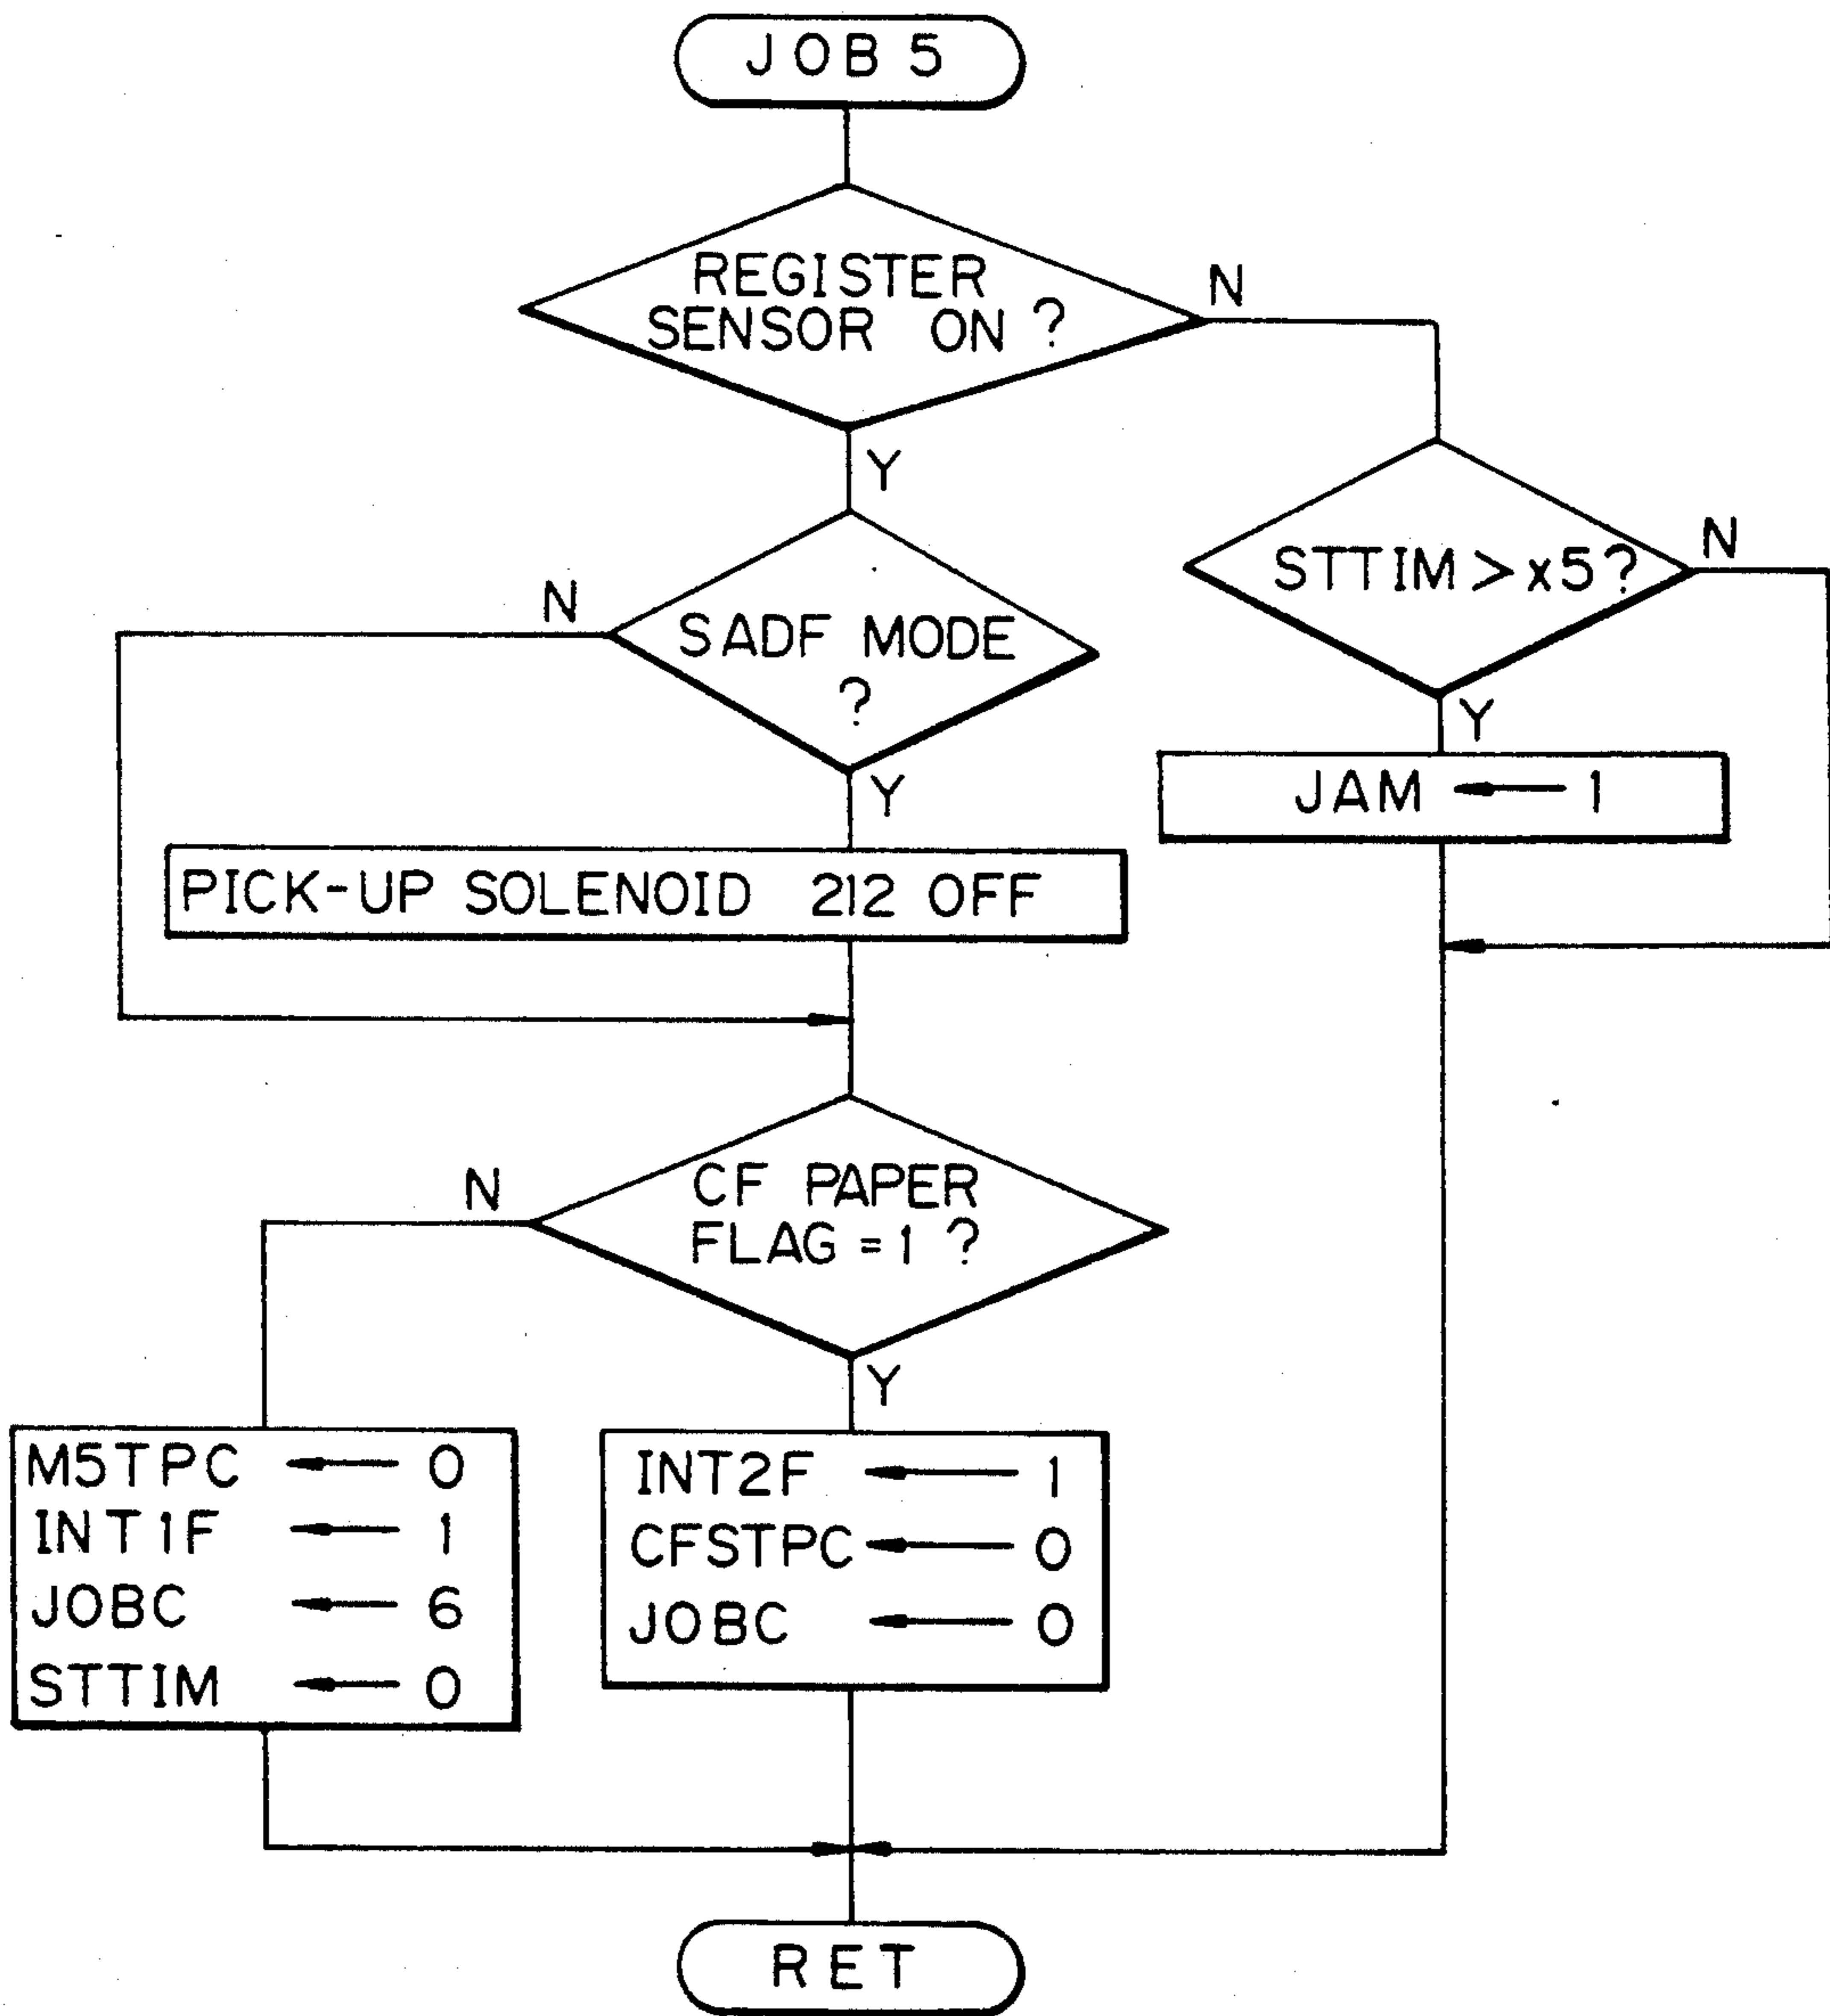 JOB 5
REGISTER
SENSOR ON ?
N
Y
STTIM > x5 ?
N
Y
JAM ← 1
SADF MODE
?
N
Y
PICK-UP SOLENOID 212 OFF
CF PAPER
FLAG = 1 ?
N
Y
M5TPC ← 0
INT1F ← 1
JOBC ← 6
STTIM ← 0
INT2F ← 1
CFSTPC ← 0
JOBC ← 0
RET